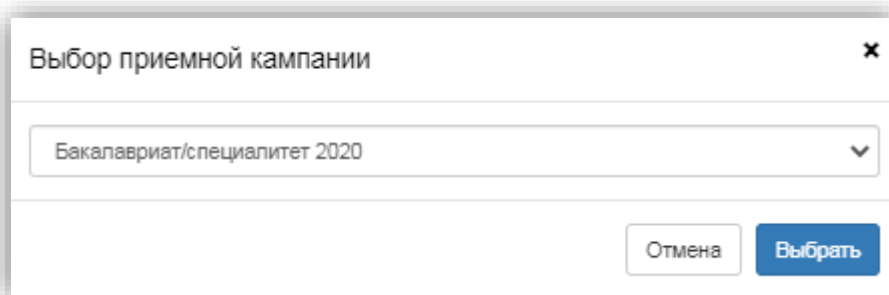 Выбор приемной кампании
Бакалавриат/специалитет 2020
Отмена Выбрать